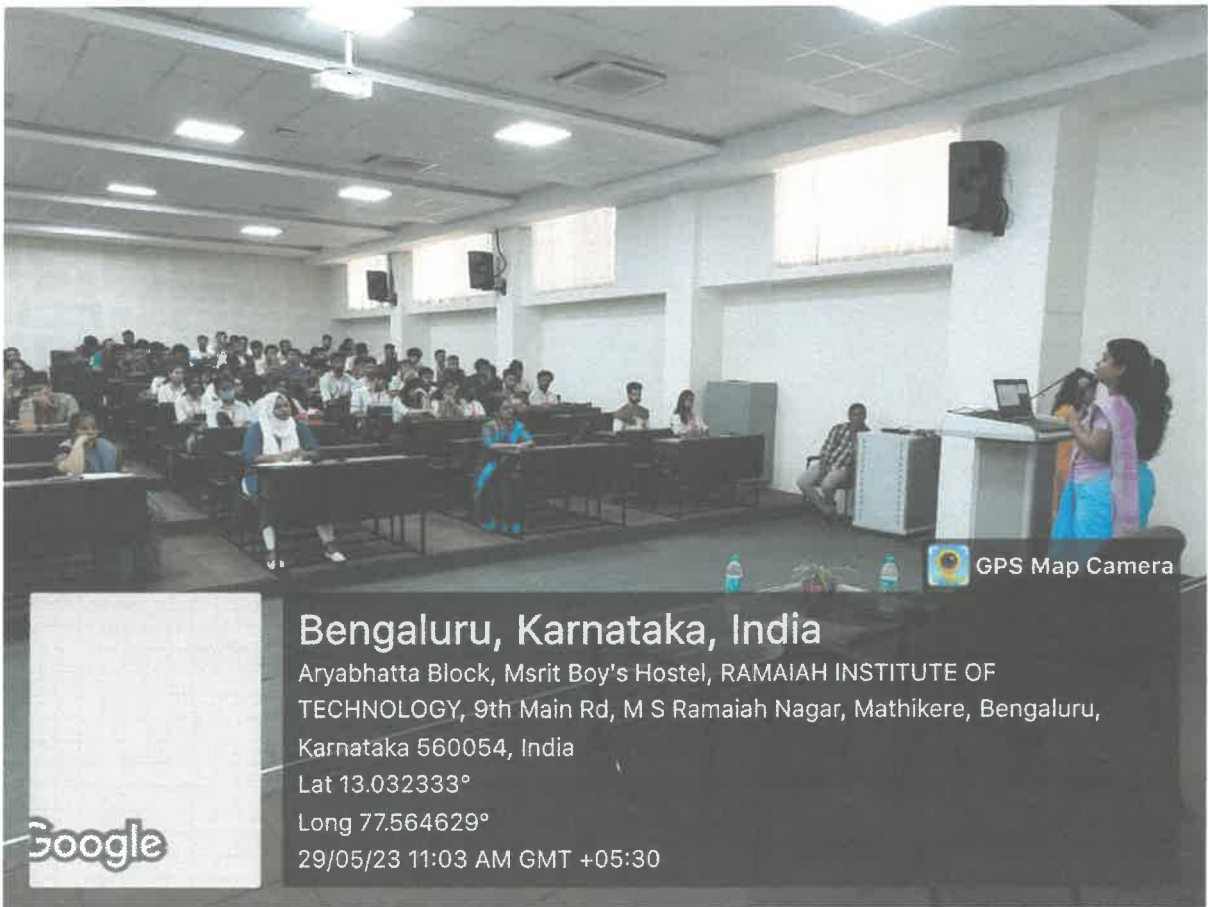 GPS Map Camera
Bengaluru, Karnataka, India
Aryabhatta Block, Msrit Boy's Hostel, RAMAIAH INSTITUTE OF
TECHNOLOGY, 9th Main Rd, M S Ramaiah Nagar, Mathikere, Bengaluru,
Karnataka 560054, India
Lat 13.032333°
Long 77.564629°
29/05/23 11:03 AM GMT +05:30
Google